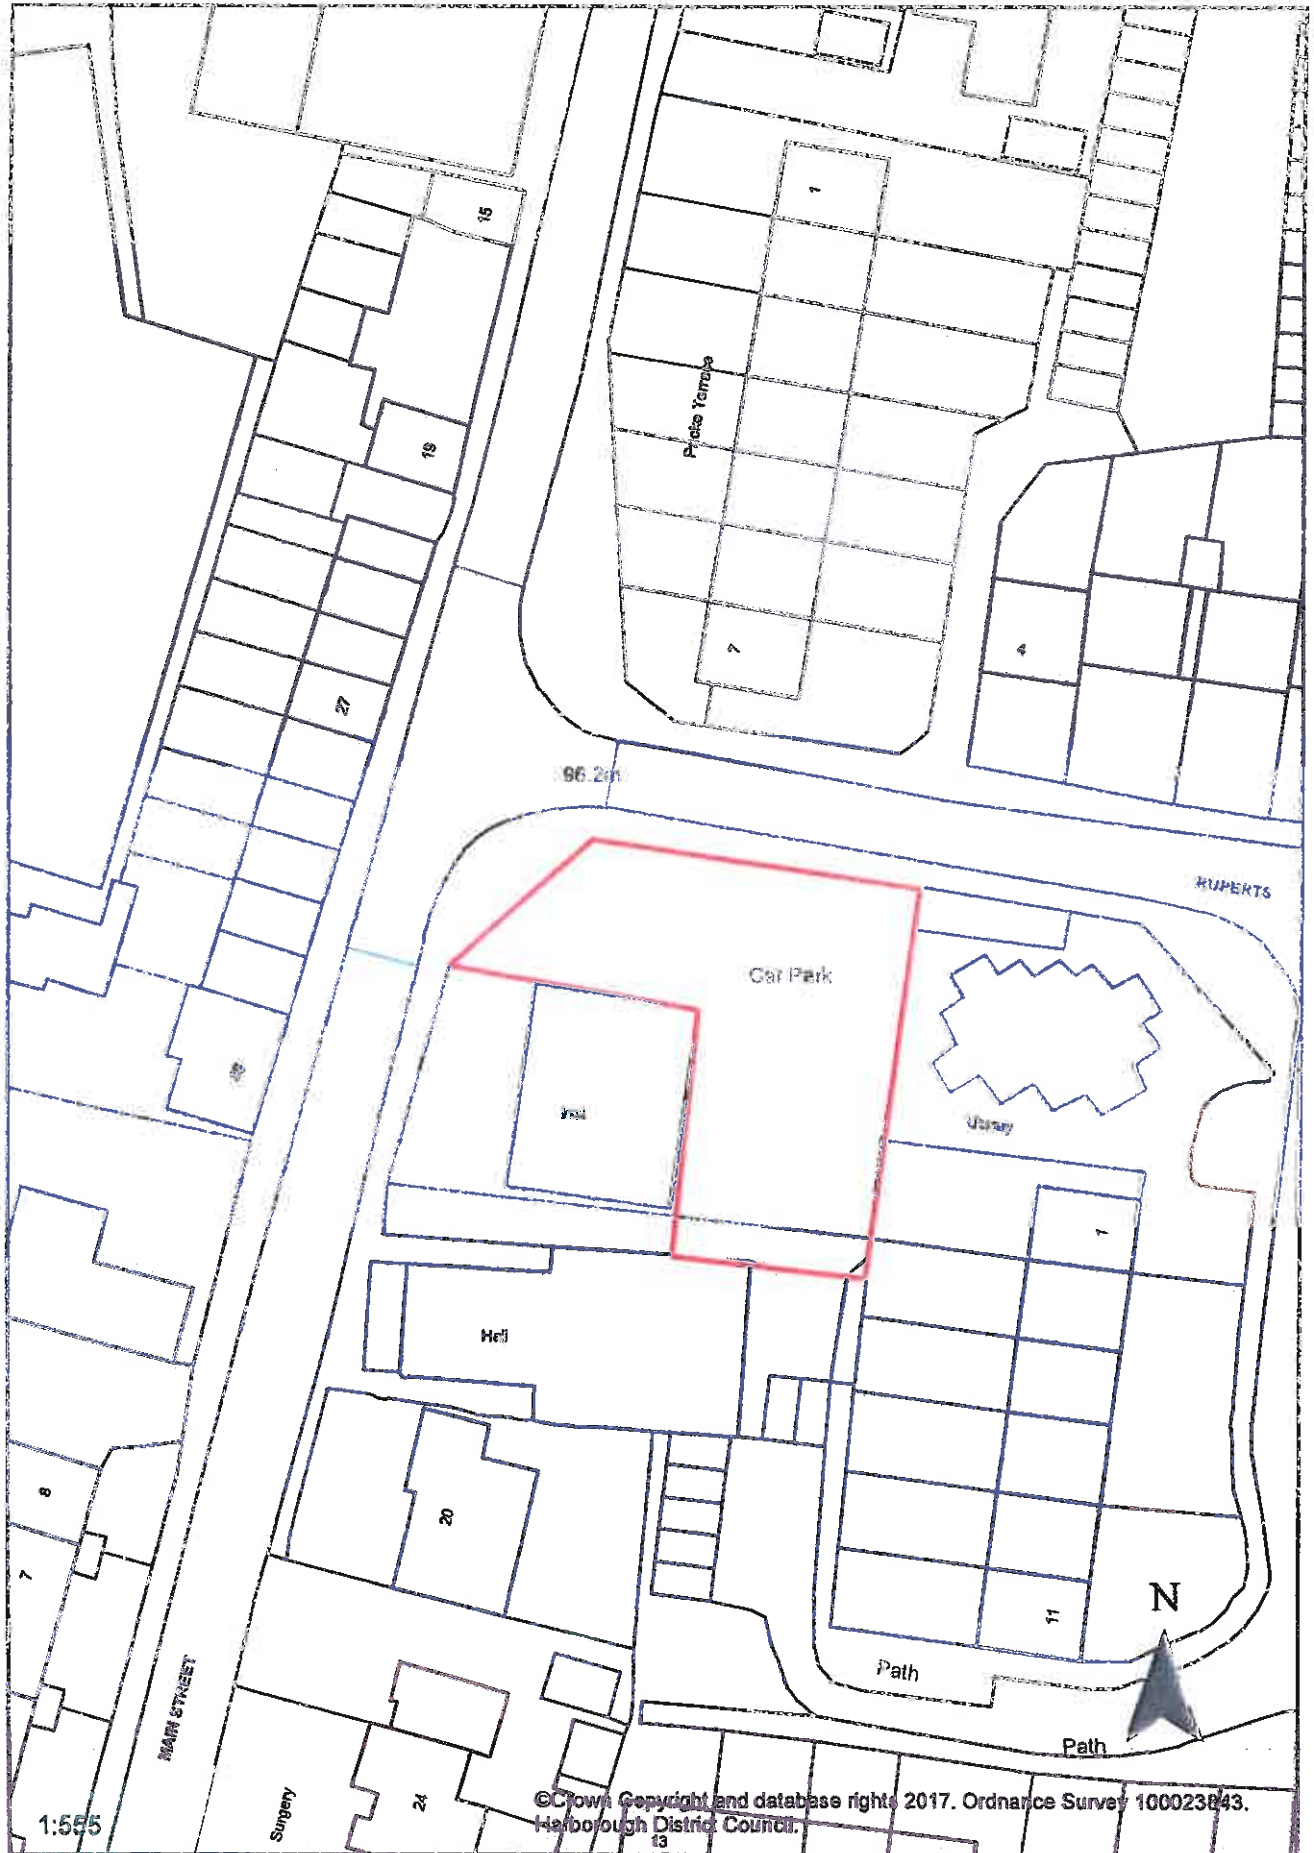 15
1
19
Terrace
27
7
4
96.2m
RUPERTS
Car Park
Library
1
Hall
20
8
7
11
N
Path
MAIN STREET
Path
Surgery
24
1:555
©Crown Copyright and database rights 2017. Ordnance Survey 100023843.
Harborough District Council.
13